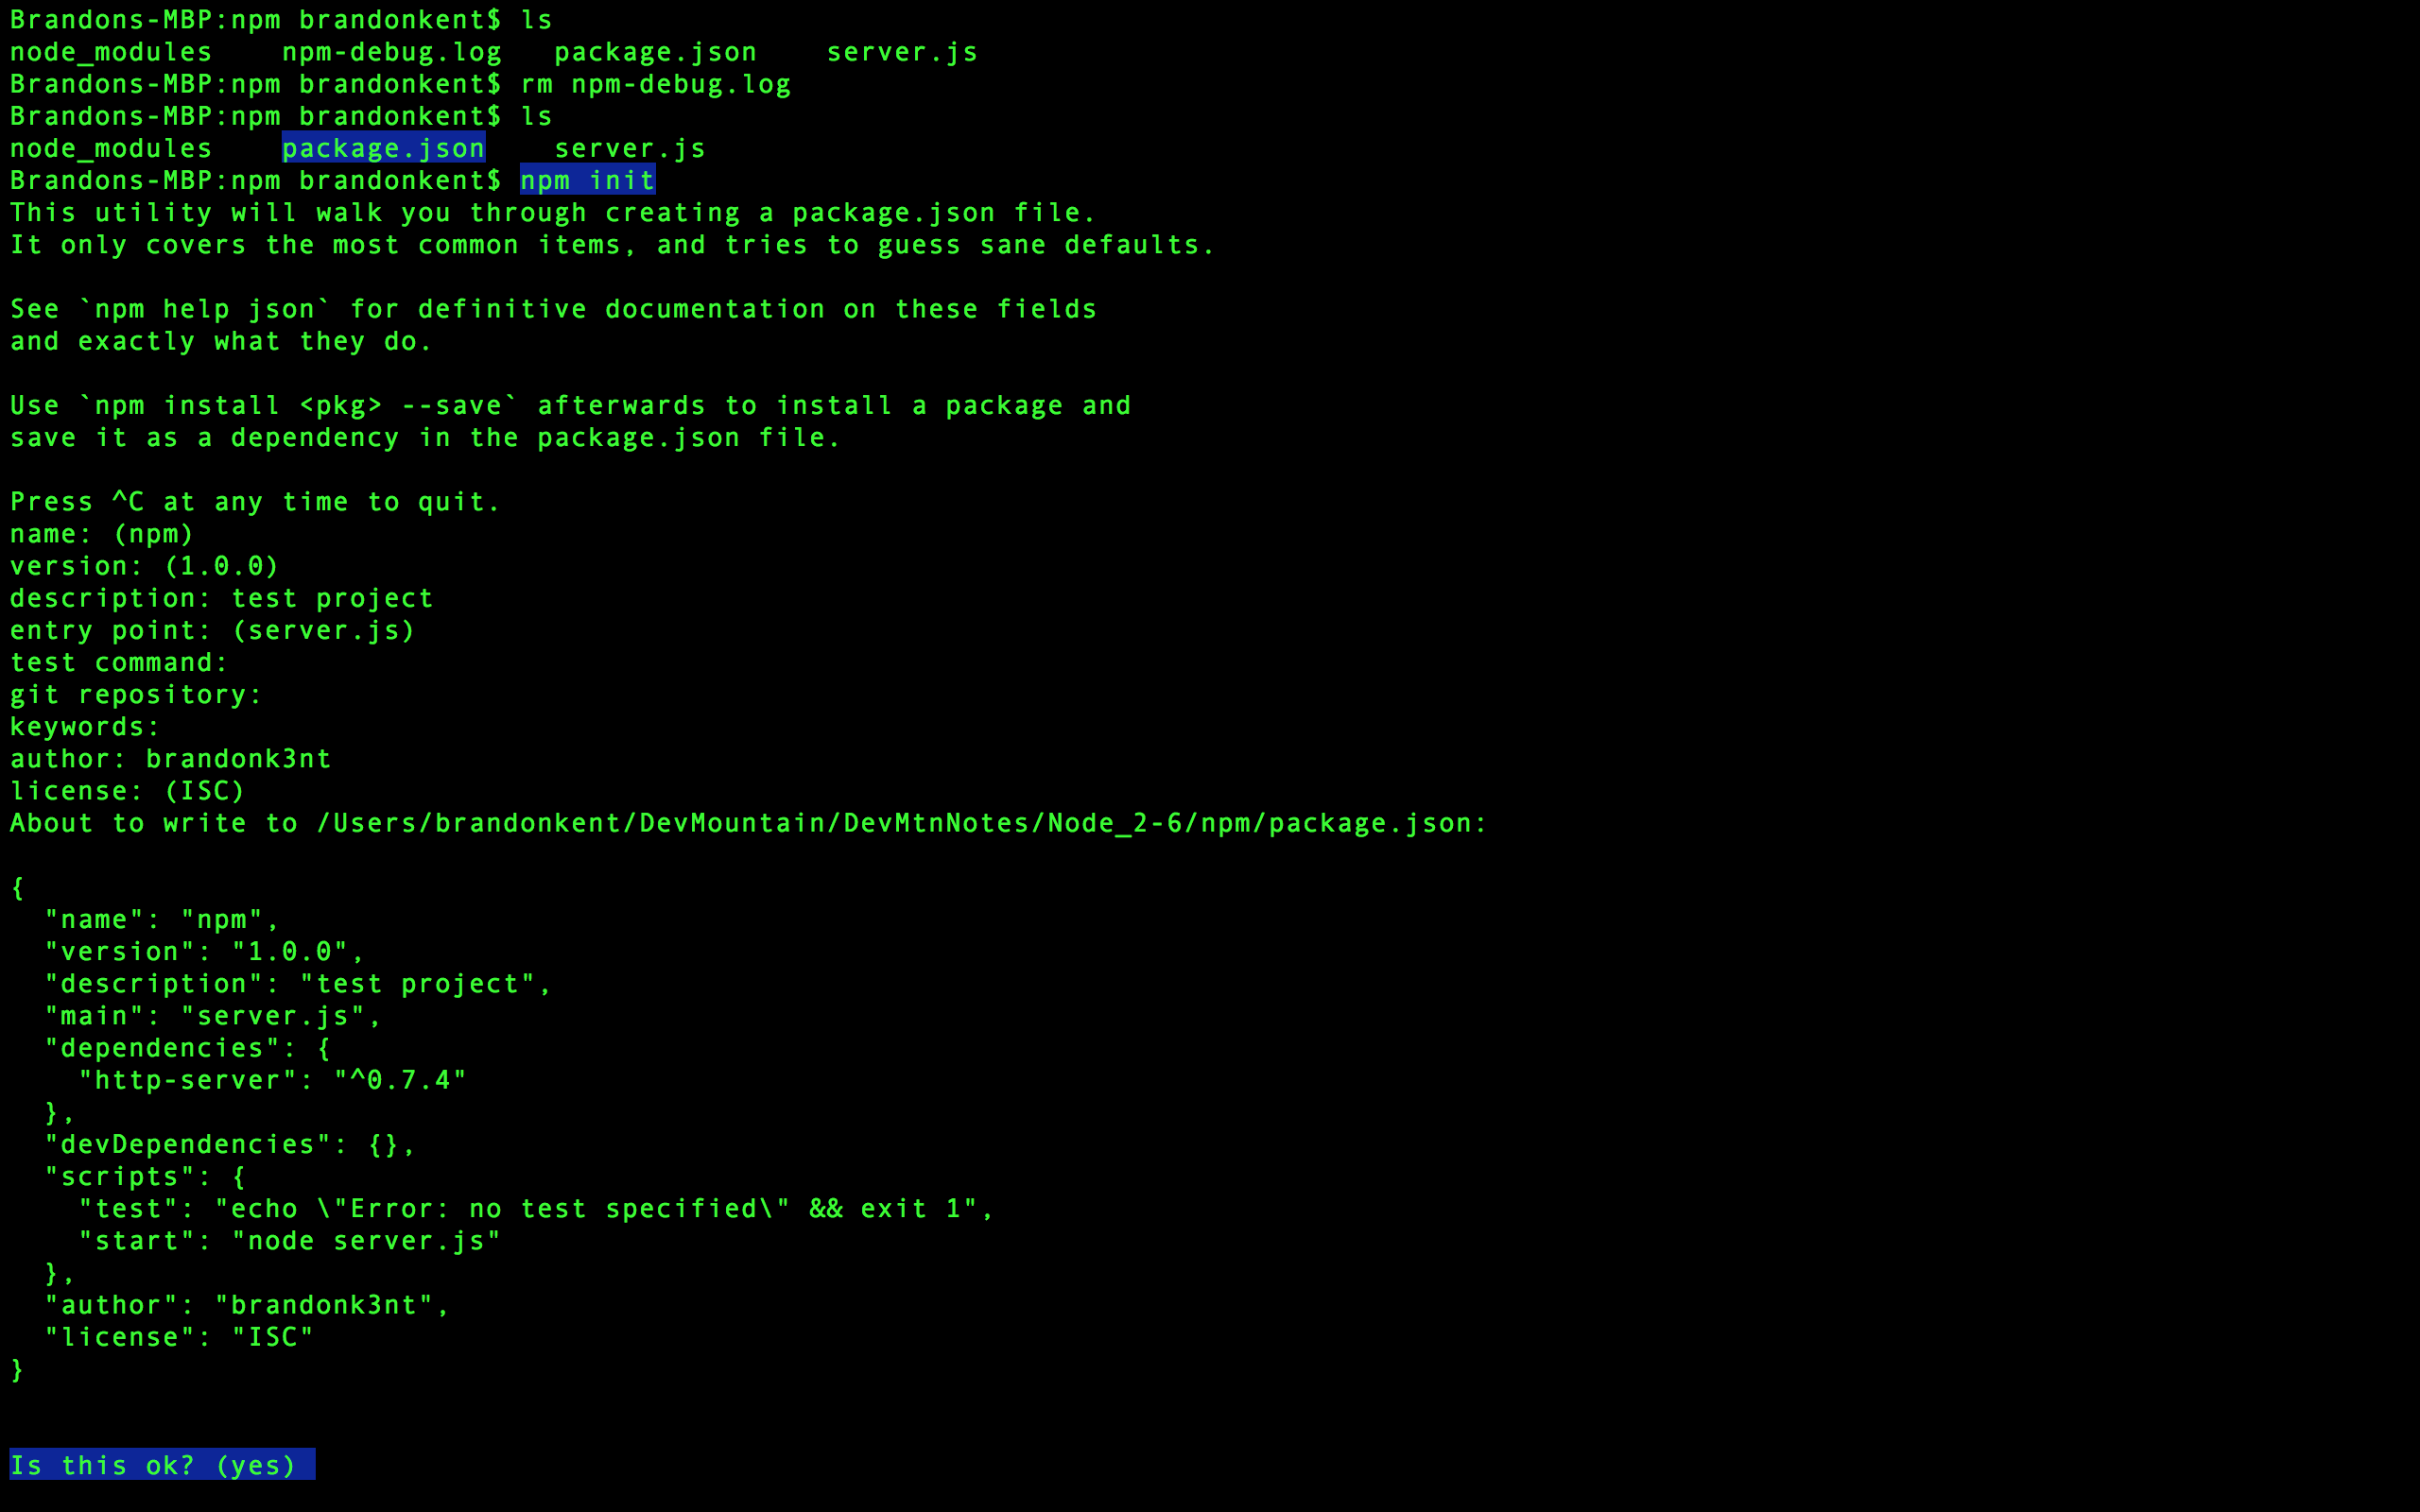 Brandons-MBP:npm brandonkent$ ls
node_modules    npm-debug.log   package.json    server.js
Brandons-MBP:npm brandonkent$ rm npm-debug.log
Brandons-MBP:npm brandonkent$ ls
node_modules    package.json    server.js
Brandons-MBP:npm brandonkent$ npm init
This utility will walk you through creating a package.json file.
It only covers the most common items, and tries to guess sane defaults.

See `npm help json` for definitive documentation on these fields
and exactly what they do.

Use `npm install <pkg> --save` afterwards to install a package and
save it as a dependency in the package.json file.

Press ^C at any time to quit.
name: (npm)
version: (1.0.0)
description: test project
entry point: (server.js)
test command:
git repository:
keywords:
author: brandonk3nt
license: (ISC)
About to write to /Users/brandonkent/DevMountain/DevMtnNotes/Node_2-6/npm/package.json:

{
  "name": "npm",
  "version": "1.0.0",
  "description": "test project",
  "main": "server.js",
  "dependencies": {
    "http-server": "^0.7.4"
  },
  "devDependencies": {},
  "scripts": {
    "test": "echo \"Error: no test specified\" && exit 1",
    "start": "node server.js"
  },
  "author": "brandonk3nt",
  "license": "ISC"
}

Is this ok? (yes)